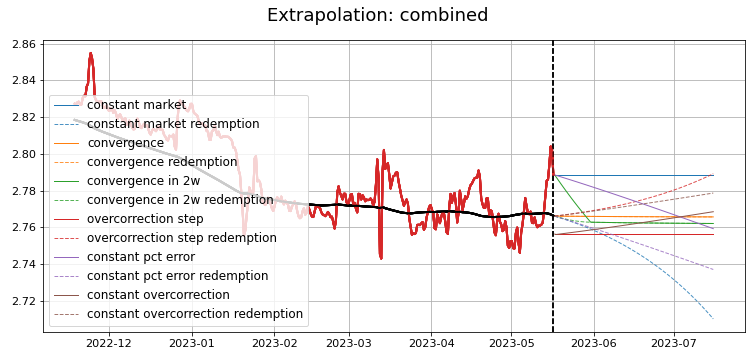 Extrapolation: combined
2.86
2.84
2.82
2.80
2.78
2.76
2.74
2.72
constant market
constant market redemption
convergence
convergence redemption
convergence in 2w
convergence in 2w redemption
overcorrection step
overcorrection step redemption
constant pct error
constant pct error redemption
constant overcorrection
constant overcorrection redemption
2022-12 2023-01 2023-02 2023-03 2023-04 2023-05 2023-06 2023-07